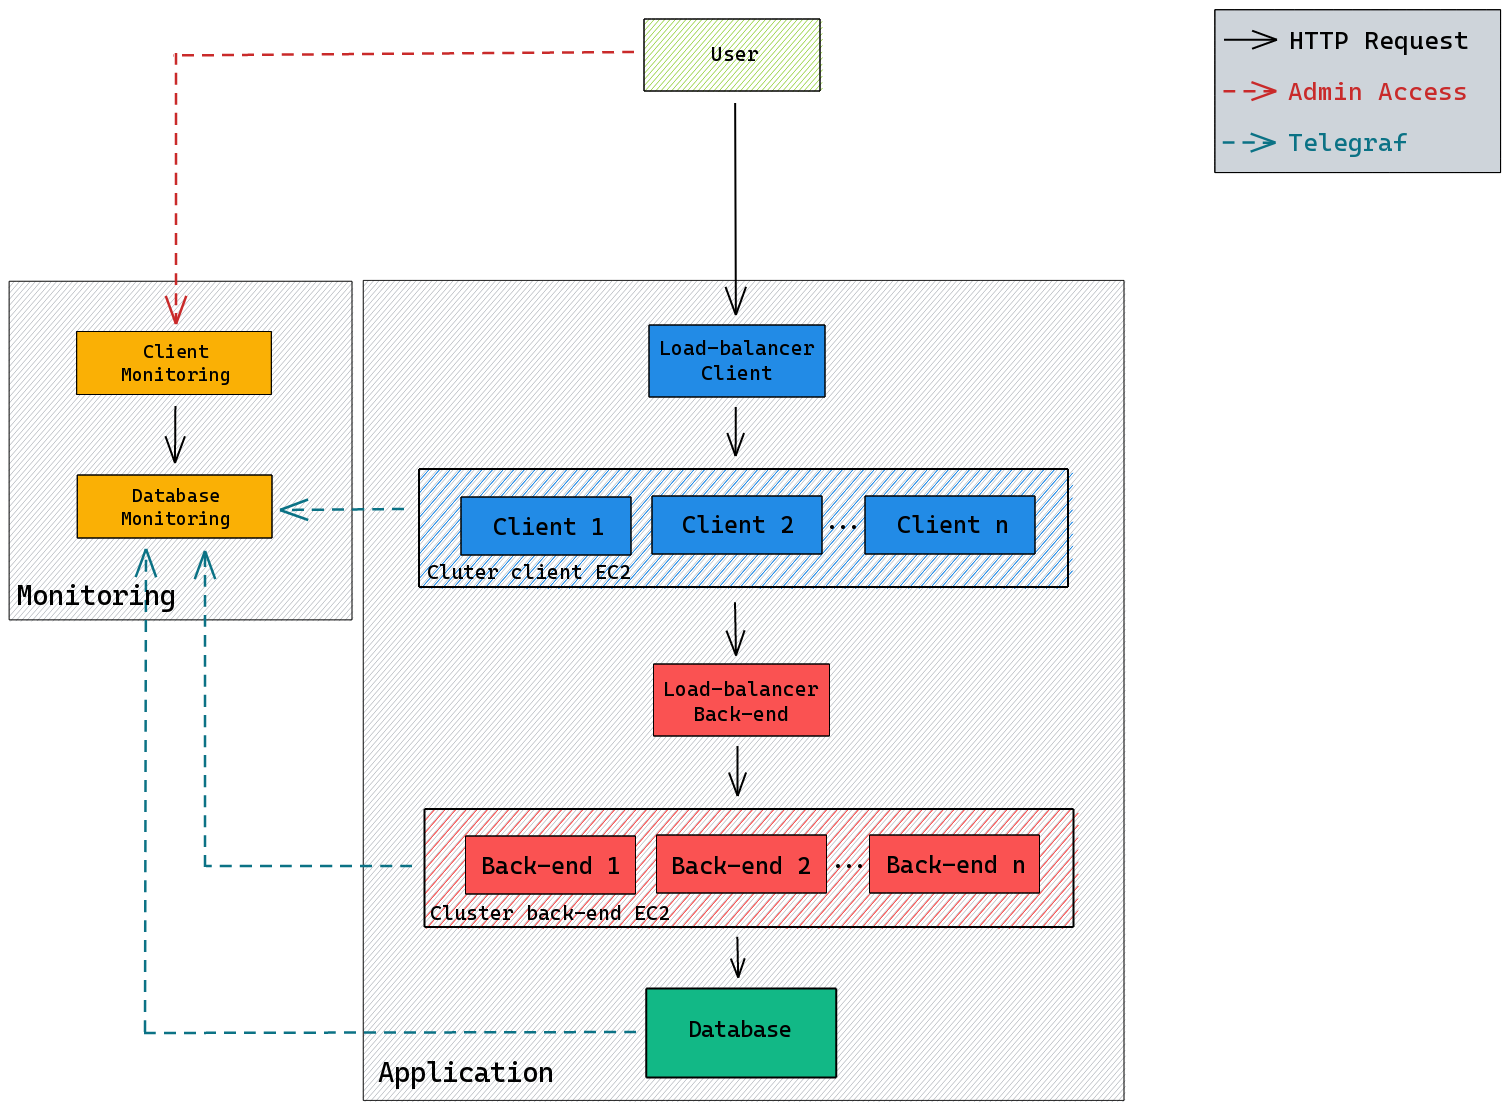 User
HTTP Request
Admin Access
Telegraf
Client
Monitoring
Database
Monitoring
Monitoring
Load-balancer
Client
Client 1
Client 2
...
Client n
Cluter client EC2
Load-balancer
Back-end
Back-end 1
Back-end 2
...
Back-end n
Cluster back-end EC2
Database
Application